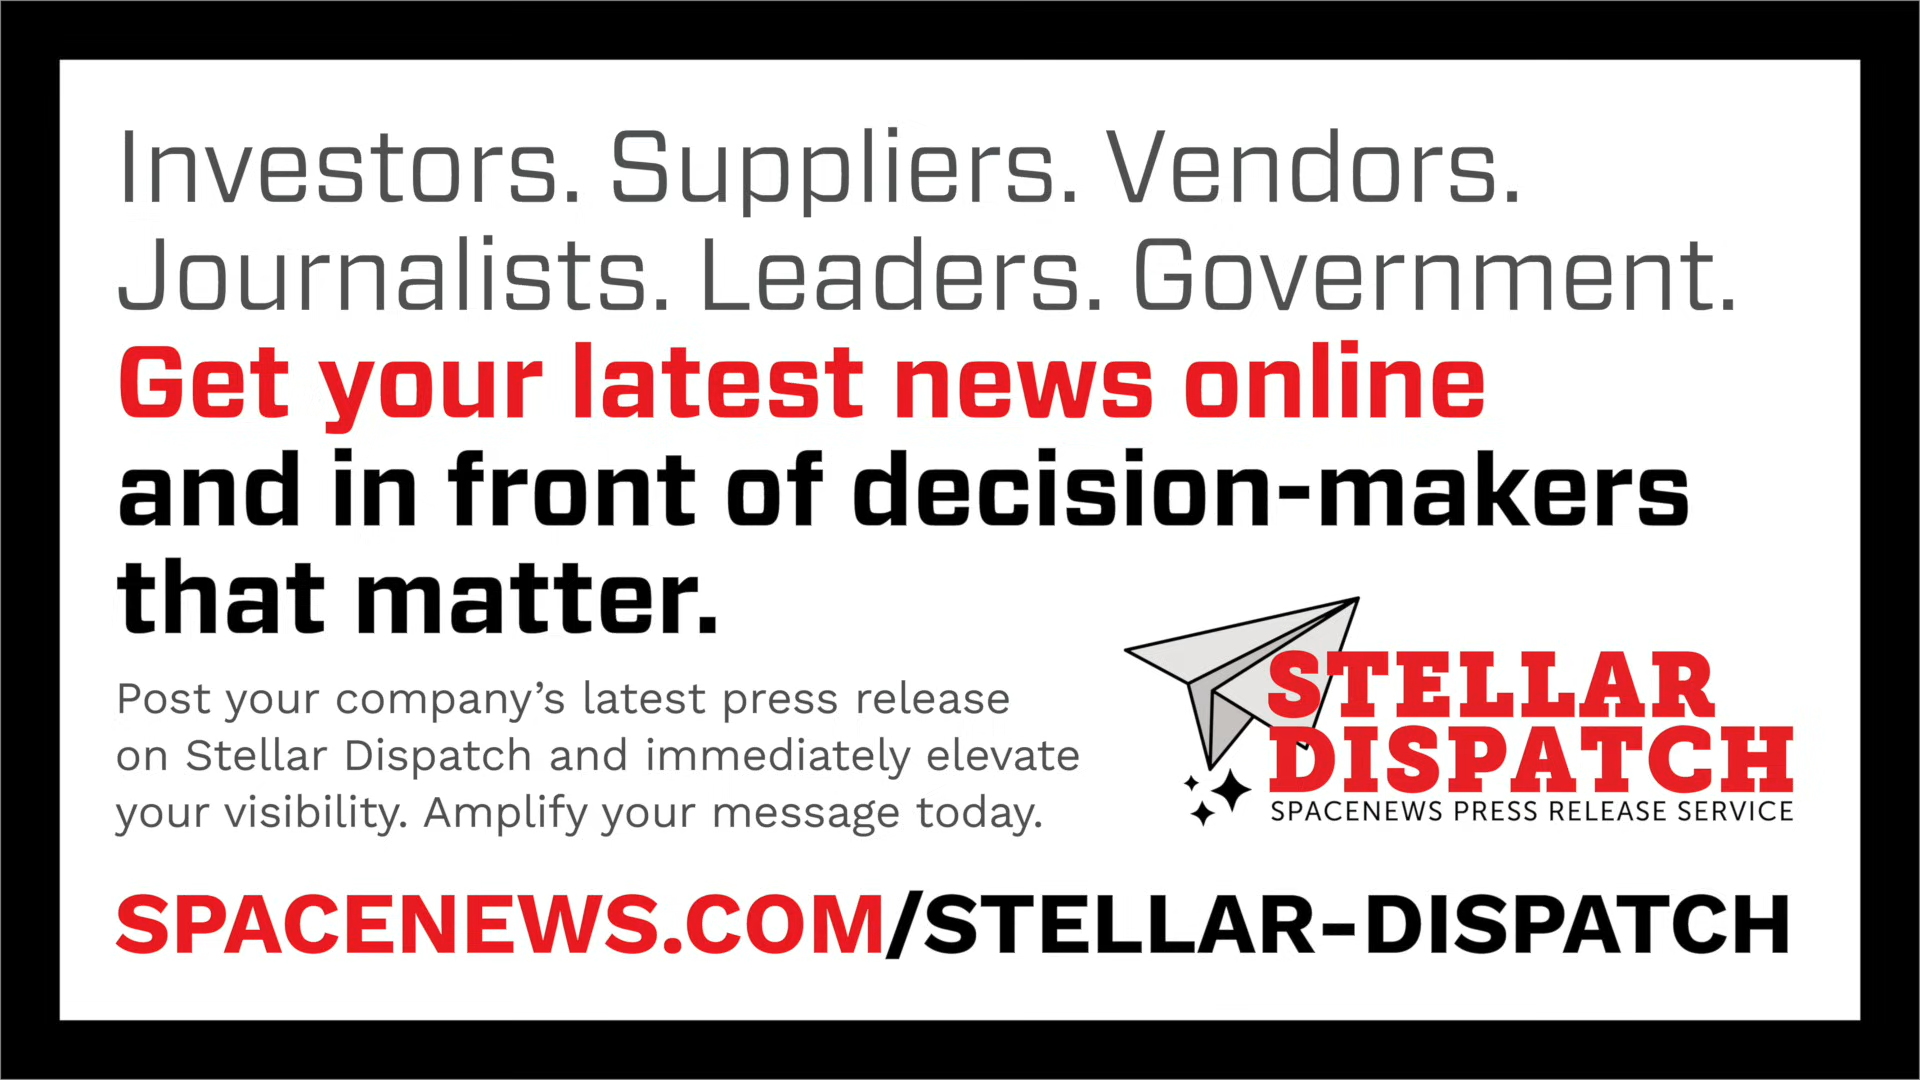 Investors. Suppliers. Vendors.
Journalists. Leaders. Government.
Get your latest news online
and in front of decision-makers
that matter.
Post your company’s latest press release
on Stellar Dispatch and immediately elevate
your visibility. Amplify your message today.
STELLAR
DISPATCH
SPACENEWS PRESS RELEASE SERVICE
SPACENEWS.COM/STELLAR-DISPATCH